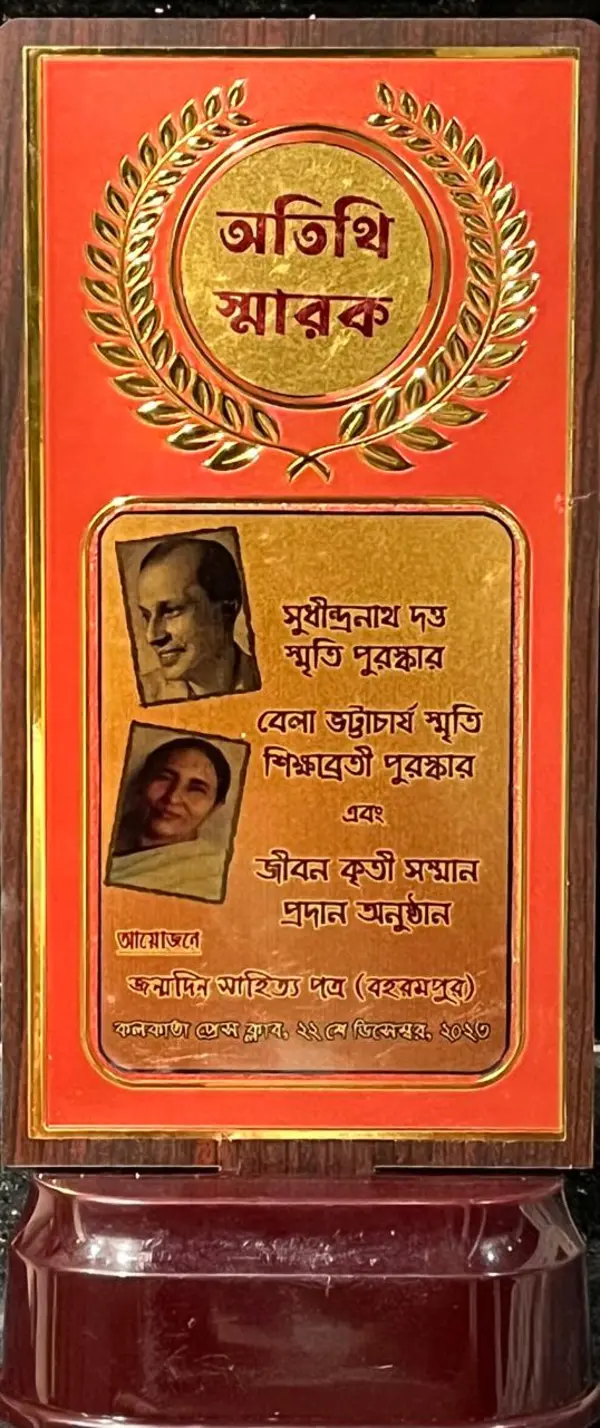 অতিথি
স্মারক
সুধীন্দ্রনাথ দত্ত
স্মৃতি পুরস্কার
বেলা ভট্টাচার্য স্মৃতি
শিক্ষাব্রতী পুরস্কার
এবং
জীবন কৃতী সম্মান
প্রদান অনুষ্ঠান
আয়োজনে
জন্মদিন সাহিত্য পত্র (বহরমপুর)
কলকাতা প্রেস ক্লাব, ২২ শে ডিসেম্বর, ২০২৩